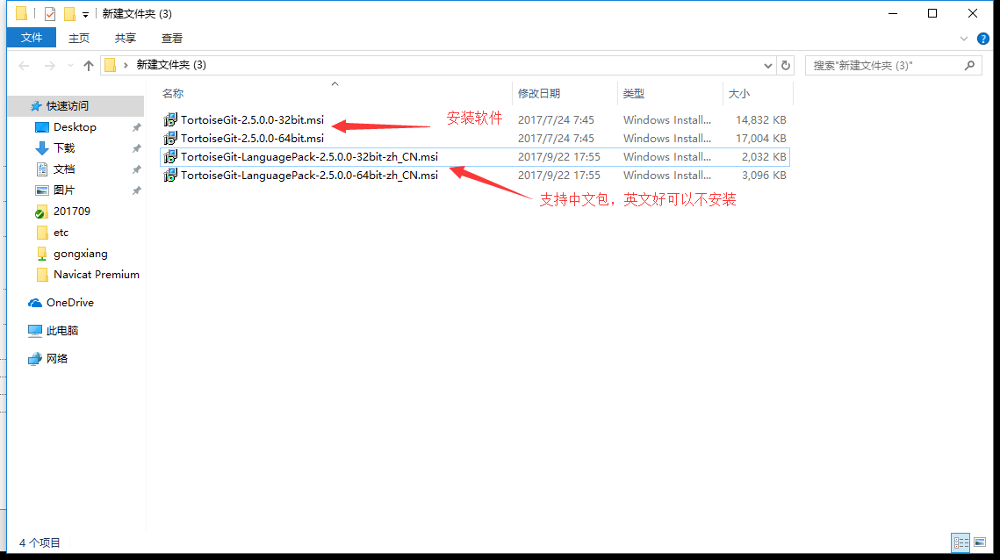 新建文件夹 (3)
文件 主页 共享 查看
新建文件夹 (3)
搜索"新建文件夹 (3)"
名称 修改日期 类型 大小
快速访问
Desktop
下载
文档
图片
201709
etc
gongxiang
Navicat Premium
OneDrive
此电脑
网络
TortoiseGit-2.5.0.0-32bit.msi 2017/7/24 7:45 Windows Install... 14,832 KB
安装软件
TortoiseGit-2.5.0.0-64bit.msi 2017/7/24 7:45 Windows Install... 17,004 KB
TortoiseGit-LanguagePack-2.5.0.0-32bit-zh_CN.msi 2017/9/22 17:55 Windows Install... 2,032 KB
TortoiseGit-LanguagePack-2.5.0.0-64bit-zh_CN.msi 2017/9/22 17:55 Windows Install... 3,096 KB
支持中文包，英文好可以不安装
4 个项目